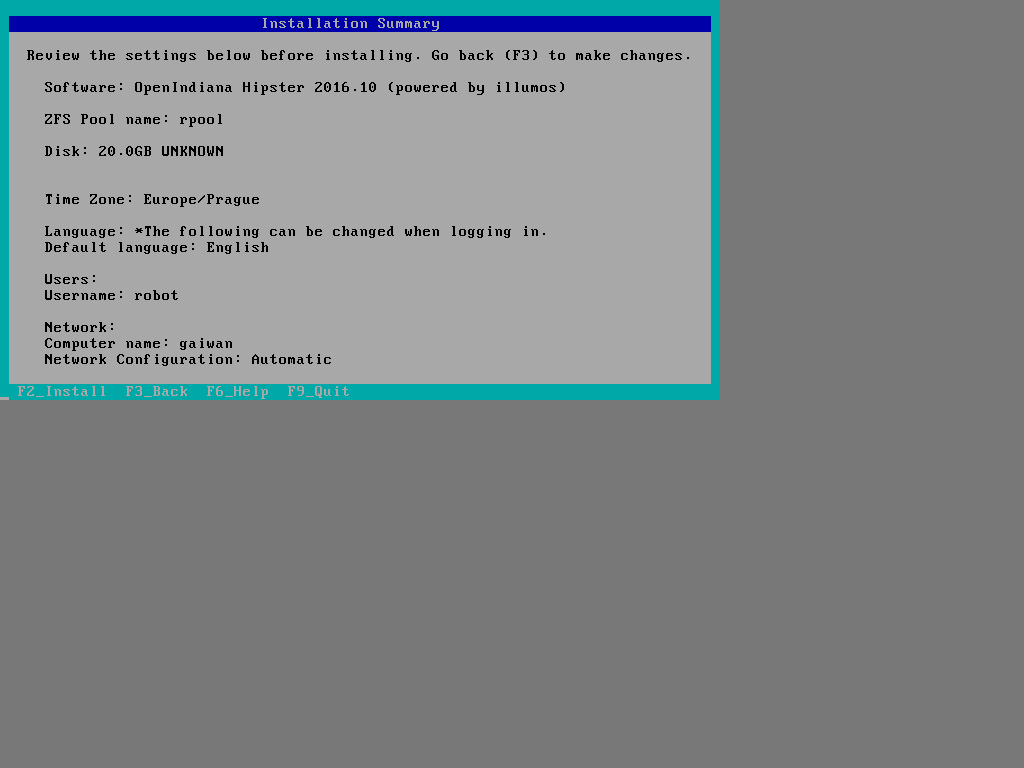 Installation Summary
Review the settings below before installing. Go back (F3) to make changes.
Software: OpenIndiana Hipster 2016.10 (powered by illumos)
ZFS Pool name: rpool
Disk: 20.0GB UNKNOWN
Time Zone: Europe/Prague
Language: *The following can be changed when logging in.
Default language: English
Users:
Username: robot
Network:
Computer name: gaiwan
Network Configuration: Automatic
F2_Install  F3_Back  F6_Help  F9_Quit